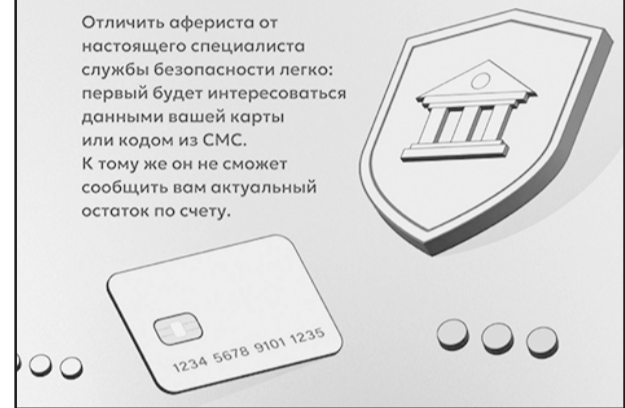 Отличить афериста от
настоящего специалиста
службы безопасности легко:
первый будет интересоваться
данными вашей карты
или кодом из СМС.
К тому же он не сможет
сообщить вам актуальный
остаток по счету.
1234 5678 9101 1235